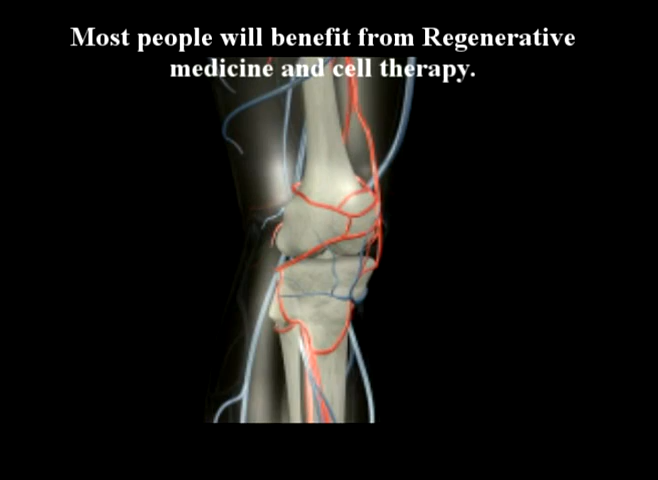 Most people will benefit from Regenerative
medicine and cell therapy.